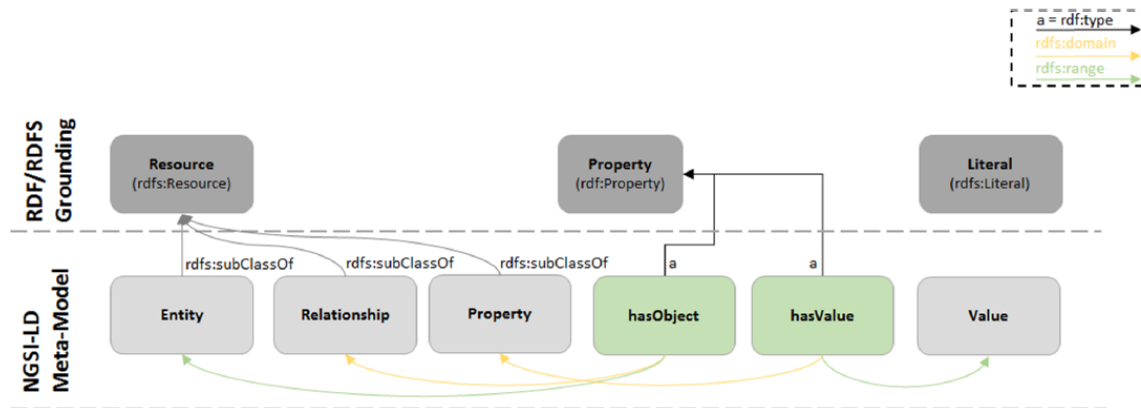 a = rdf:type
rdfs:domain
rdfs:range
RDF/RDFS
Grounding
Resource
(rdfs:Resource)
Property
(rdf:Property)
Literal
(rdfs:Literal)
rdfs:subClassOf
rdfs:subClassOf
rdfs:subClassOf
a
a
NGSI-LD
Meta-Model
Entity
Relationship
Property
hasObject
hasValue
Value